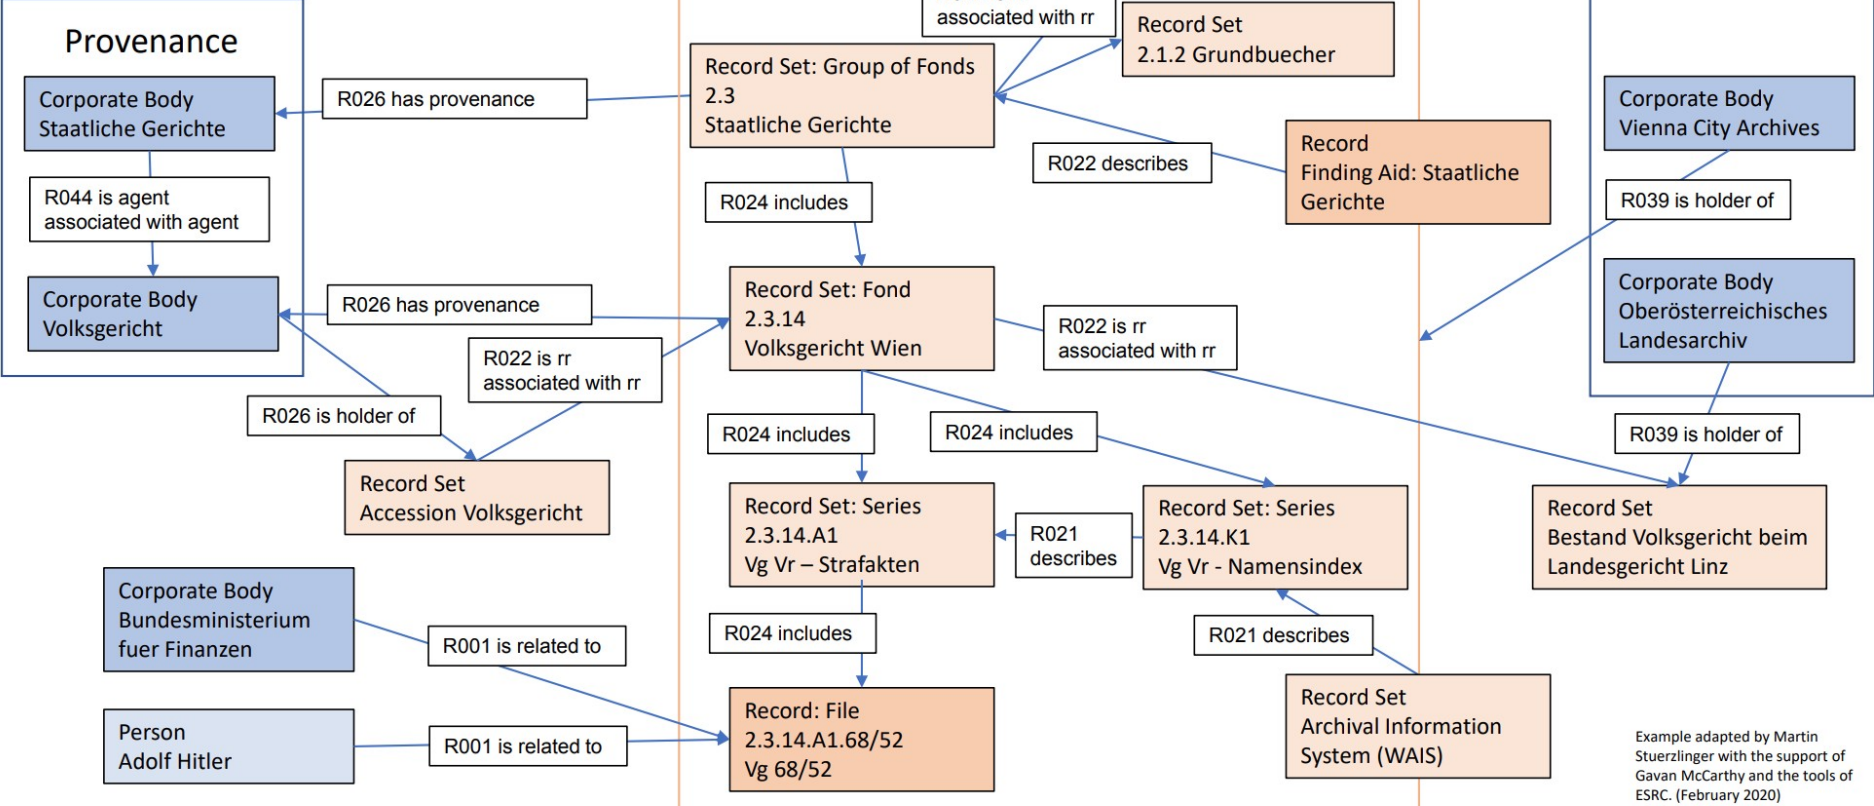 Provenance
Corporate Body
Staatliche Gerichte
R044 is agent
associated with agent
Corporate Body
Volksgericht
R026 has provenance
R026 has provenance
R022 is rr
associated with rr
R026 is holder of
Record Set
Accession Volksgericht
Corporate Body
Bundesministerium
fuer Finanzen
R001 is related to
Person
Adolf Hitler
R001 is related to
associated with rr
Record Set: Group of Fonds
2.3
Staatliche Gerichte
Record Set
2.1.2 Grundbuecher
R022 describes
Record
Finding Aid: Staatliche
Gerichte
R024 includes
Record Set: Fond
2.3.14
Volksgericht Wien
R022 is rr
associated with rr
R024 includes
R024 includes
Record Set: Series
2.3.14.A1
Vg Vr – Strafakten
R021
describes
Record Set: Series
2.3.14.K1
Vg Vr - Namensindex
R024 includes
R021 describes
Record: File
2.3.14.A1.68/52
Vg 68/52
Record Set
Archival Information
System (WAIS)
Corporate Body
Vienna City Archives
R039 is holder of
Corporate Body
Oberösterreichisches
Landesarchiv
R039 is holder of
Record Set
Bestand Volksgericht beim
Landesgericht Linz
Example adapted by Martin
Stuerzlinger with the support of
Gavan McCarthy and the tools of
ESRC. (February 2020)